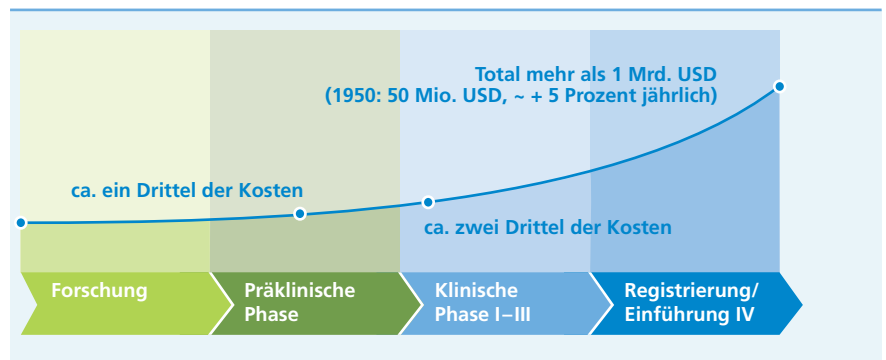 Total mehr als 1 Mrd. USD
(1950: 50 Mio. USD, ~ + 5 Prozent jährlich)
ca. ein Drittel der Kosten
ca. zwei Drittel der Kosten
Forschung
Präklinische
Phase
Klinische
Phase I–III
Registrierung/
Einführung IV